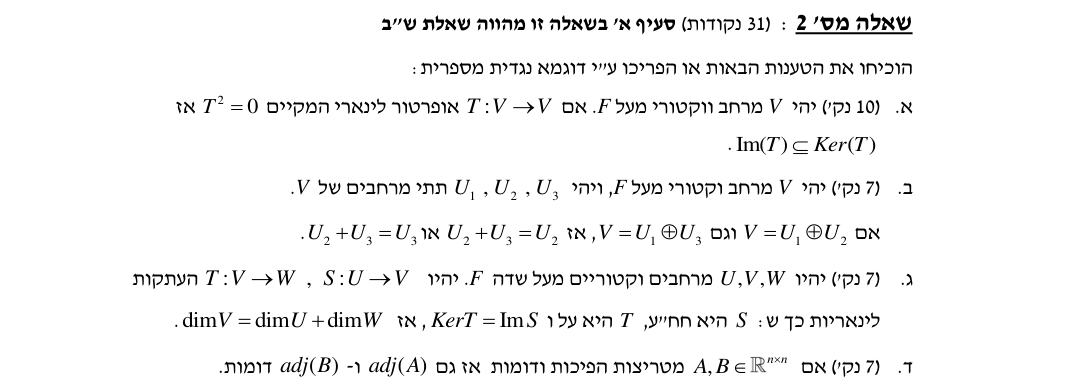 שאלה מס' 2 : (31 נקודות) סעיף א' בשאלה זו מהווה שאלת ש"ב
הוכיחו את הטענות הבאות או הפריכו ע"י דוגמא נגדית מספרית :
א. (10 נק') יהי V מרחב ווקטורי מעל F. אם T : V → V אופרטור לינארי המקיים T² = 0 אז
Im(T) ⊆ Ker(T) .
ב. (7 נק') יהי V מרחב וקטורי מעל F, ויהי U₁ , U₂ , U₃ תתי מרחבים של V.
אם V = U₁ ⊕ U₂ וגם V = U₁ ⊕ U₃, אז U₂ + U₃ = U₂ או U₂ + U₃ = U₃.
ג. (7 נק') יהיו U,V,W מרחבים וקטוריים מעל שדה F. יהיו T : V → W , S : U → V העתקות
לינאריות כך ש : S היא חח"ע, T היא על ו KerT = Im S , אז dimV = dimU + dimW .
ד. (7 נק') אם A, B ∈ ℝⁿˣⁿ מטריצות הפיכות ודומות אז גם adj(A) ו- adj(B) דומות.